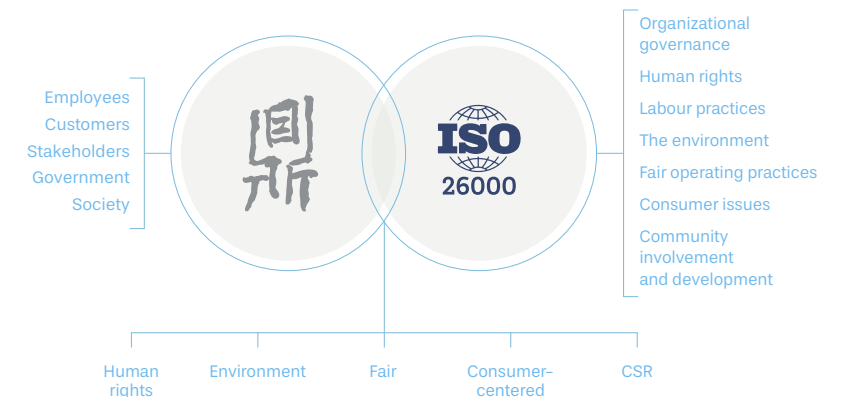 Employees
Customers
Stakeholders
Government
Society
鼎
ISO
26000
Organizational
governance
Human rights
Labour practices
The environment
Fair operating practices
Consumer issues
Community
involvement
and development
Human
rights
Environment
Fair
Consumer-
centered
CSR